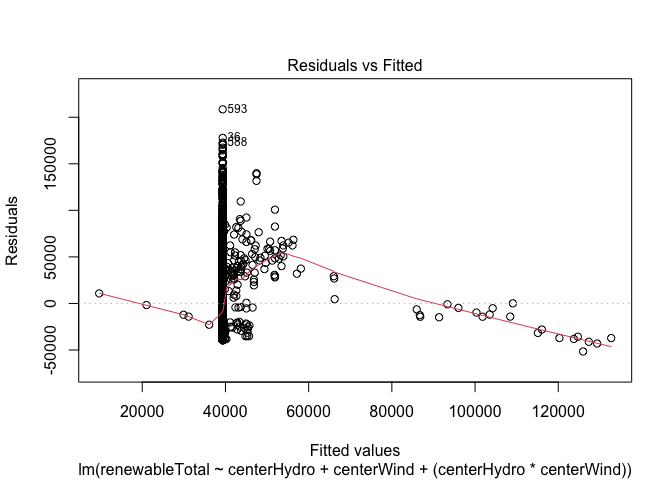 Residuals vs Fitted
593
36
588
Residuals
150000
50000
0
-50000
20000 40000 60000 80000 100000 120000
Fitted values
lm(renewableTotal ~ centerHydro + centerWind + (centerHydro * centerWind))